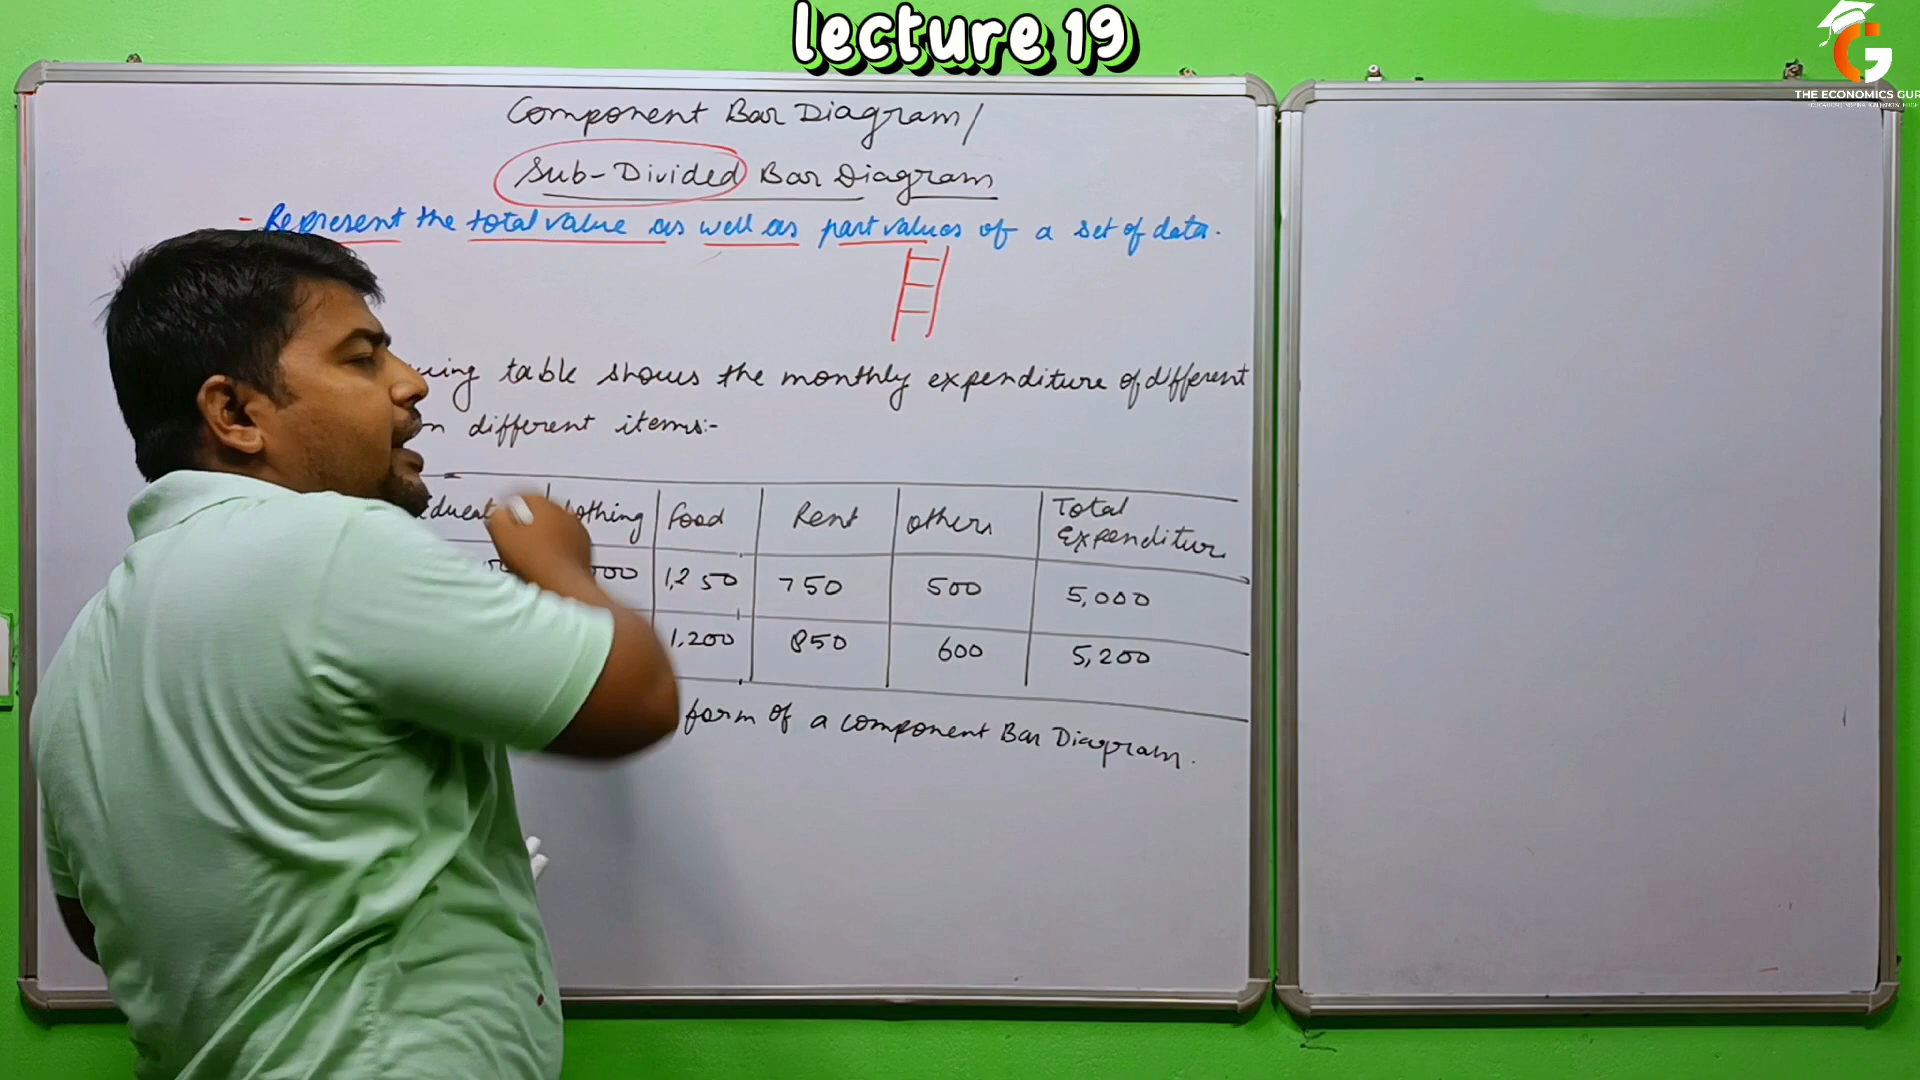 lecture 19
THE ECONOMICS GUR
Component Bar Diagram/
Sub-Divided Bar Diagram
- Represent the total value as well as part values of a set of data.
table shows the monthly expenditure of different
different items:-
Food Rent others Total Expenditure
1,250 750 500 5,000
1,200 850 600 5,200
form of a component Bar Diagram.